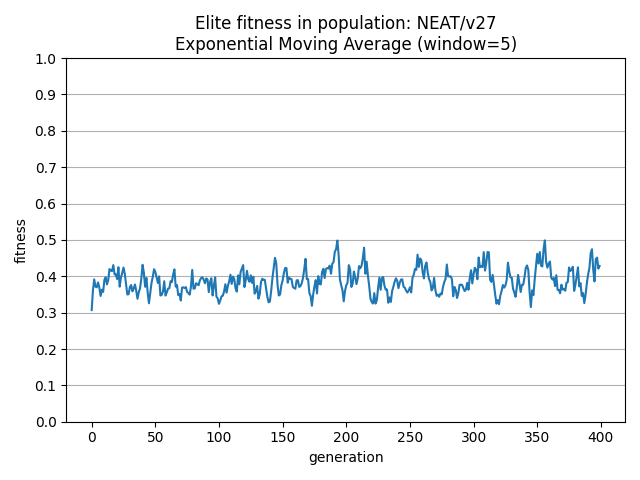 Elite fitness in population: NEAT/v27
Exponential Moving Average (window=5)
1.0
0.9
0.8
0.7
0.6
0.5
0.4
0.3
0.2
0.1
0.0
fitness
0 50 100 150 200 250 300 350 400
generation